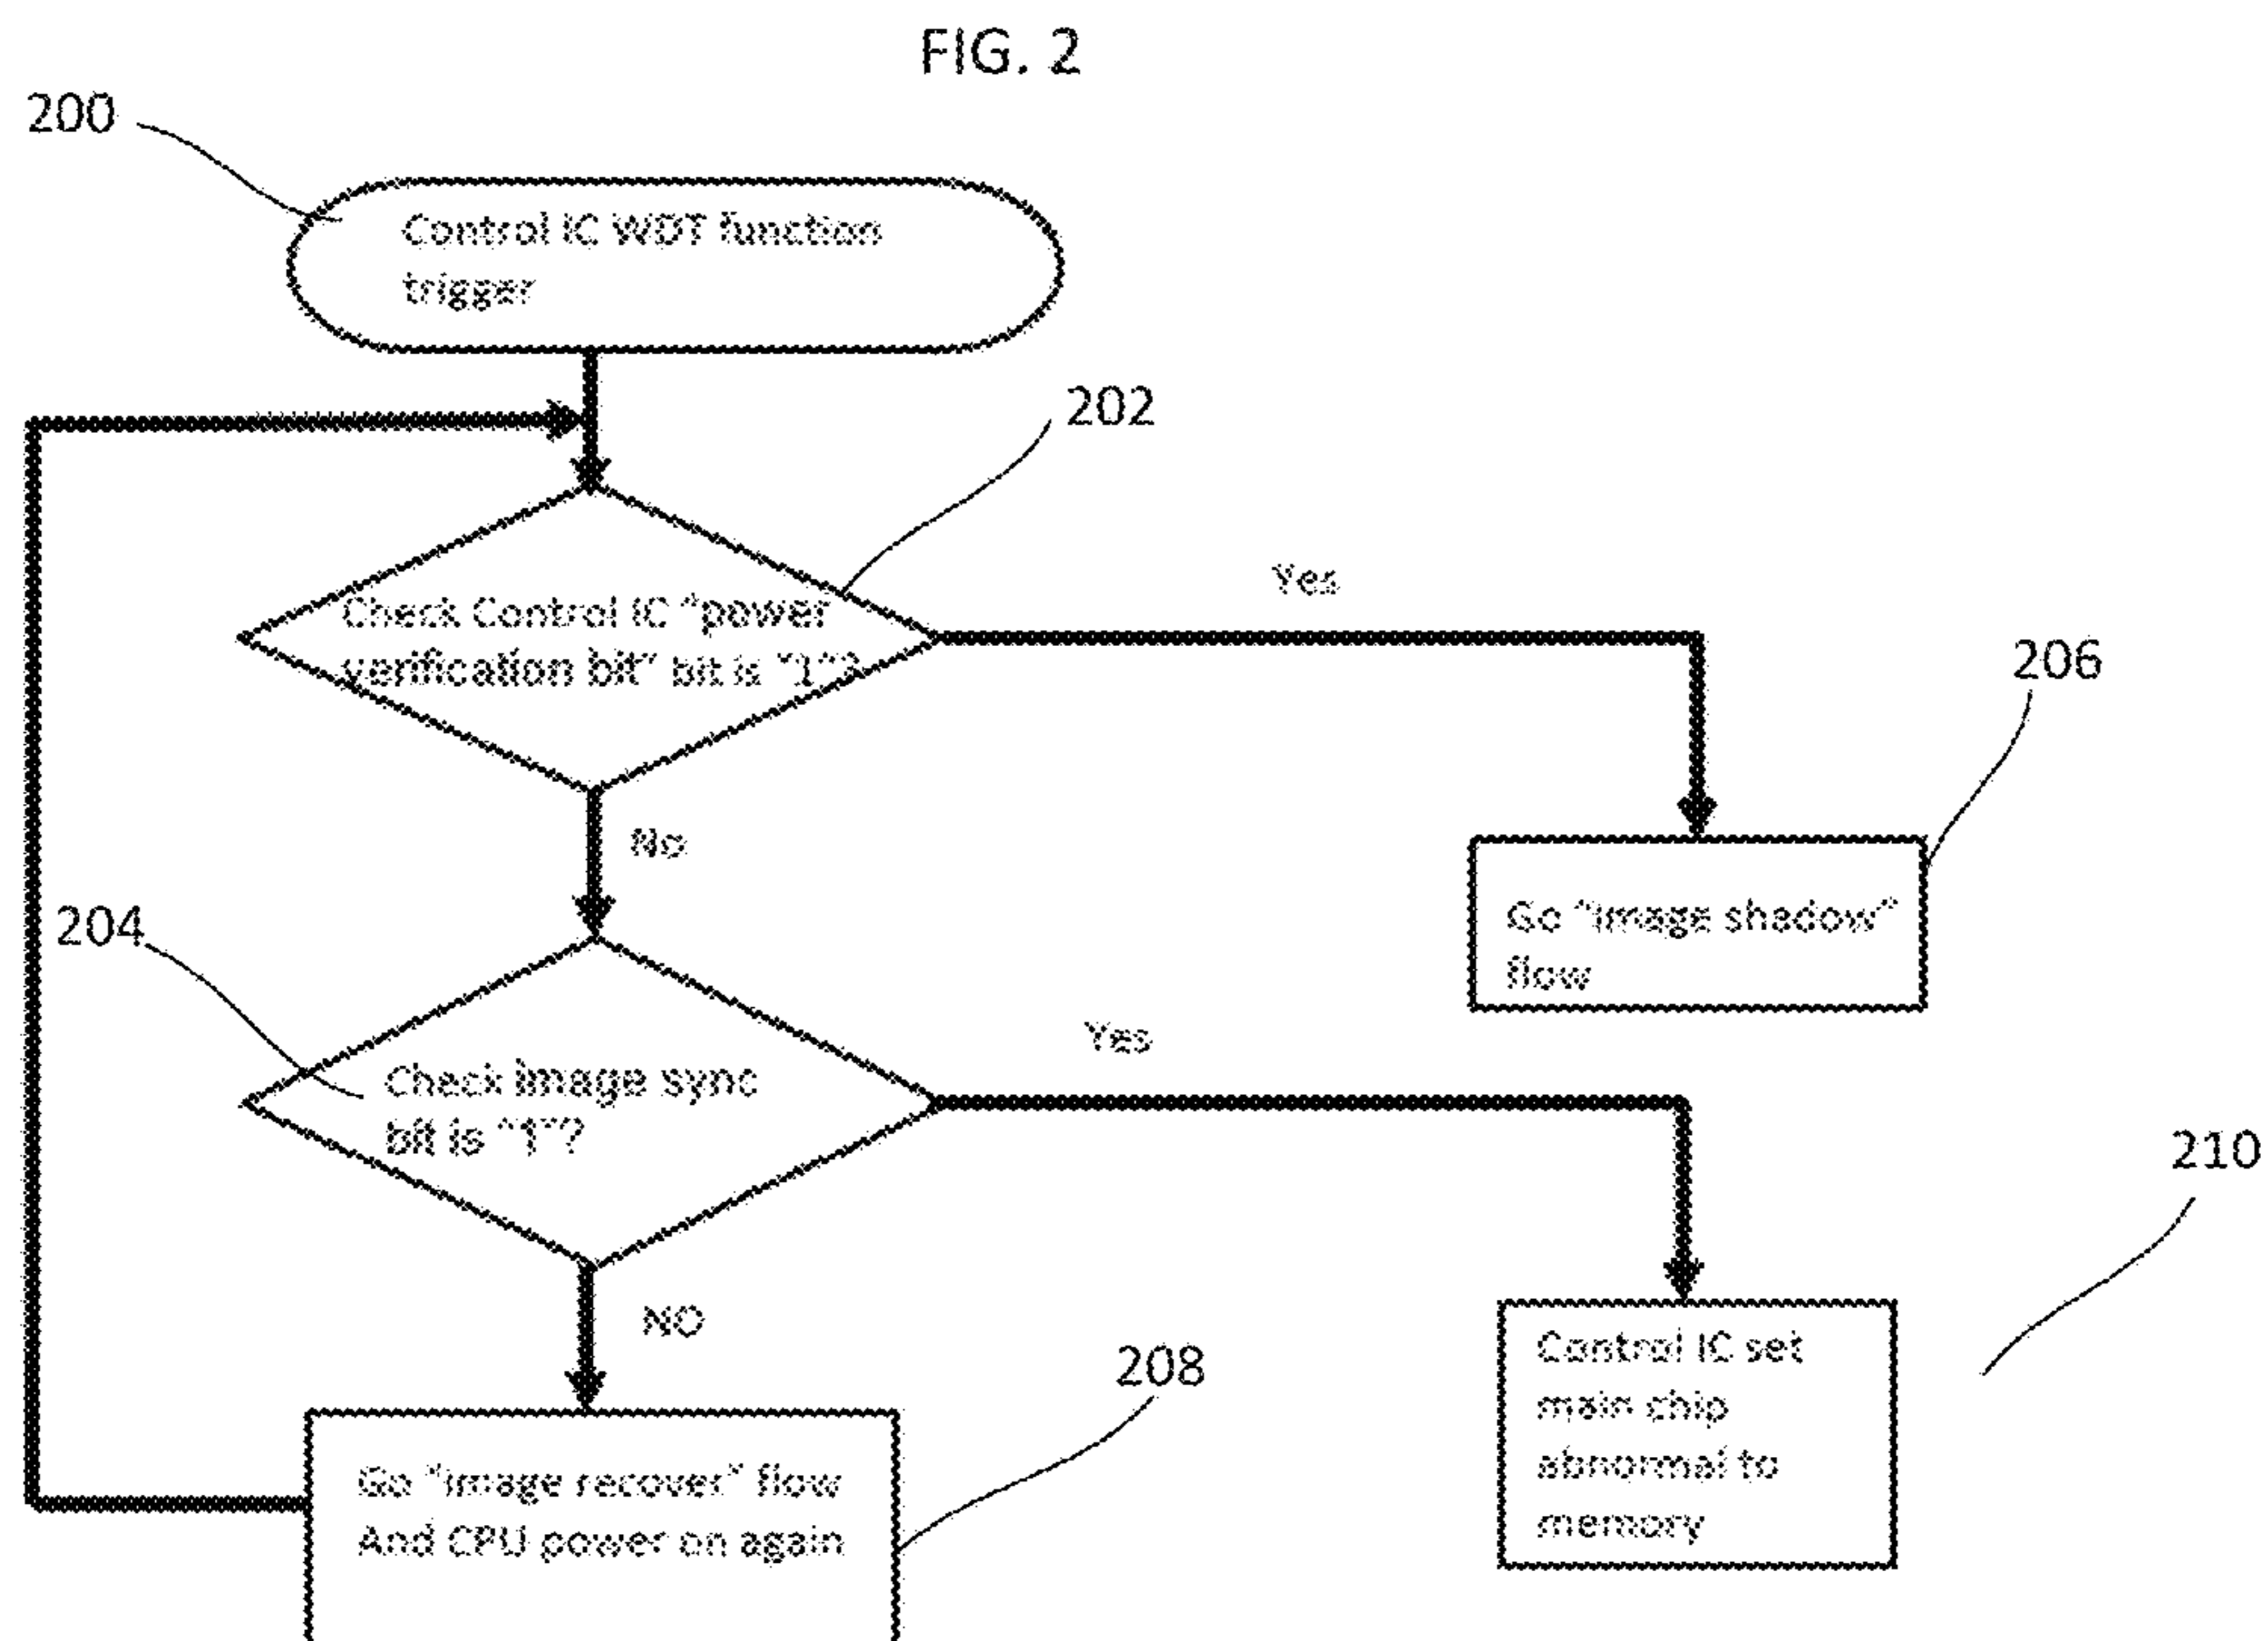 FIG. 2
200
Control IC WDT function
trigger
202
Check Control IC "power
verification bit" bit is "1"?
Yes
206
No
Go "image shadow"
flow
204
Check image sync
bit is "1"?
Yes
210
NO
208
Control IC set
main chip
abnormal to
memory
Go "image recover" flow
And CPU power on again